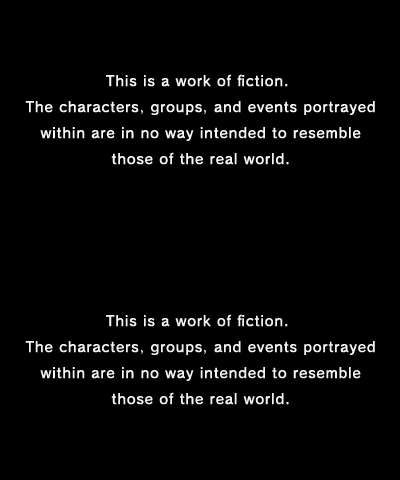 This is a work of fiction.
The characters, groups, and events portrayed
within are in no way intended to resemble
those of the real world.
This is a work of fiction.
The characters, groups, and events portrayed
within are in no way intended to resemble
those of the real world.